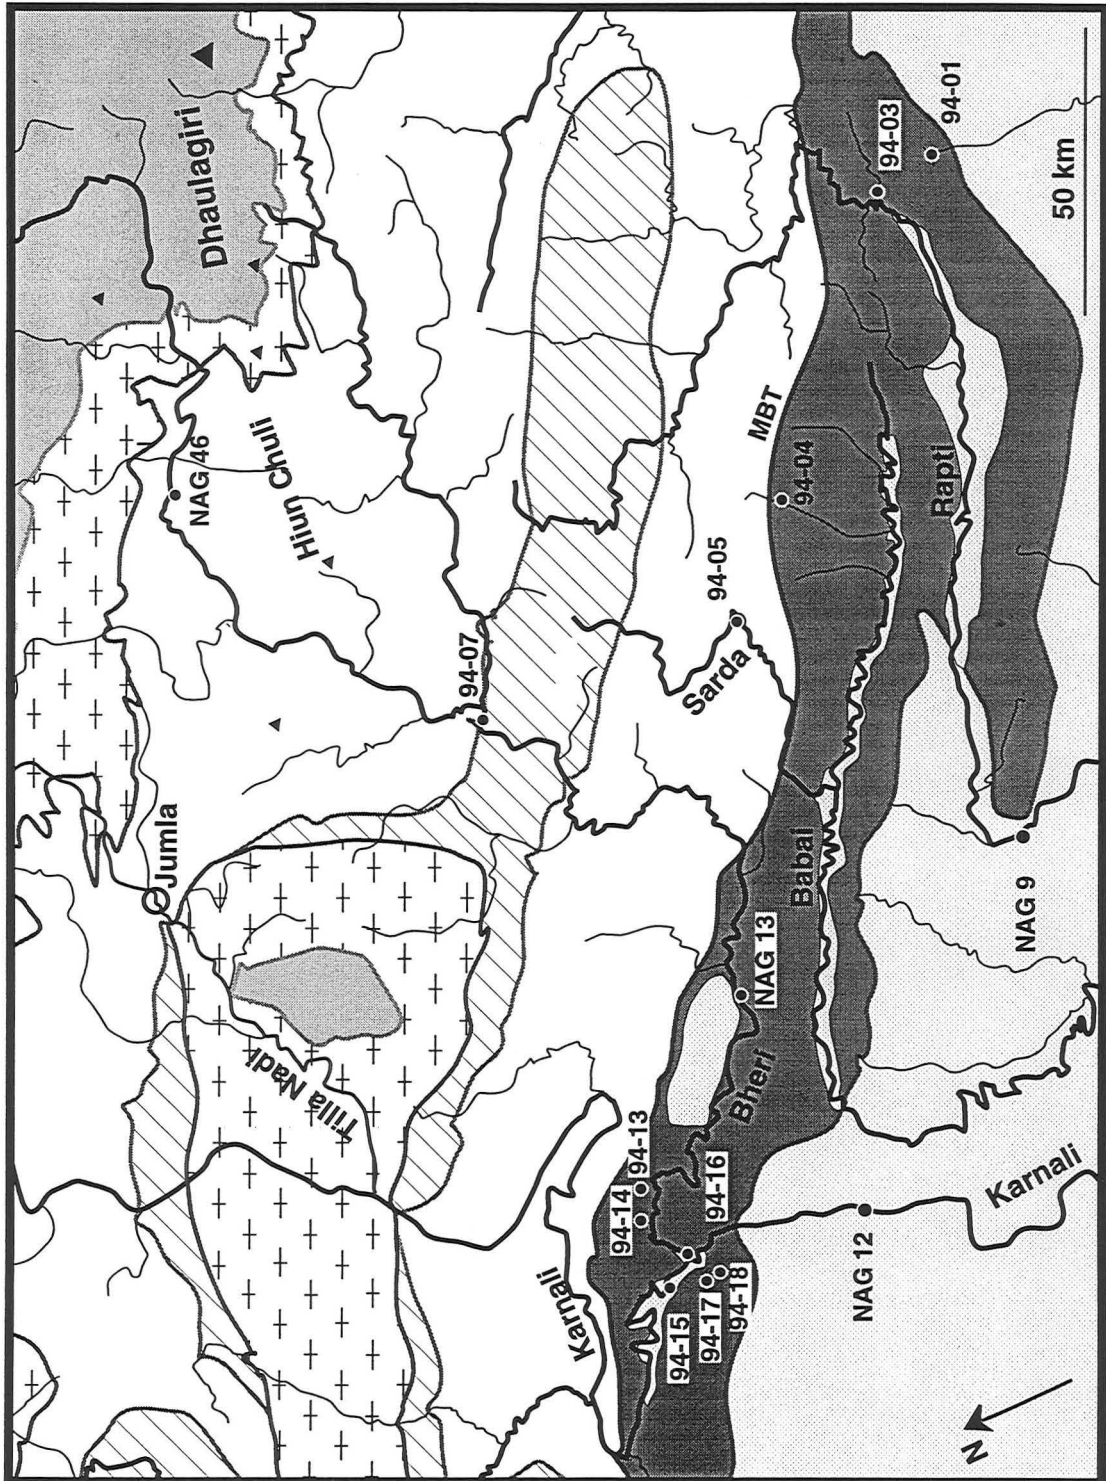 Dhaulagiri
NAG 46
Hiun Chuli
Jumla
94-07
Tilla Nadi
MBT
94-04
94-05
Sarda
94-03
94-01
50 km
Rapti
Babai
NAG 13
Bheri
NAG 9
94-13
94-14
94-16
Karnali
94-15
94-17
94-18
NAG 12
Karnali
N